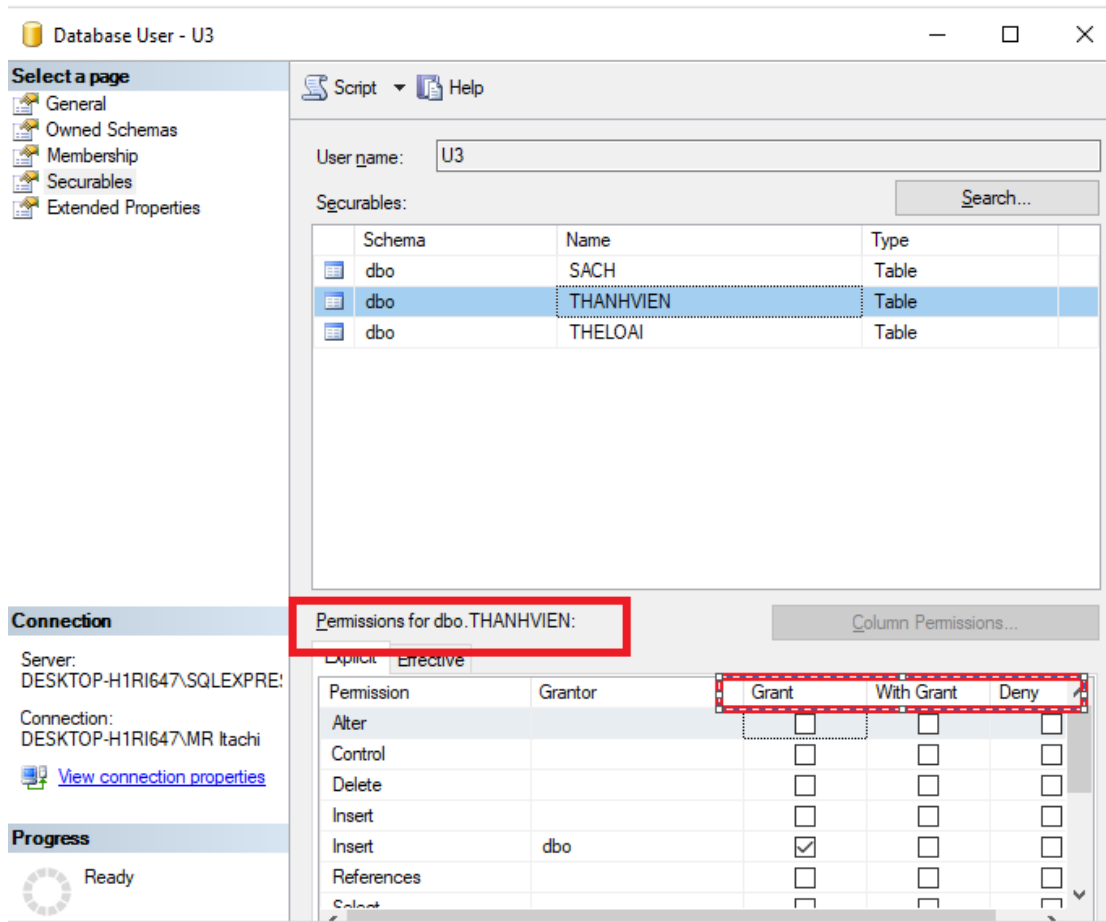 Database User - U3
Select a page
General
Owned Schemas
Membership
Securables
Extended Properties
Script Help
User name: U3
Securables: Search...
Schema Name Type
dbo SACH Table
dbo THANHVIEN Table
dbo THELOAI Table
Connection
Server:
DESKTOP-H1RI647\SQLEXPRE
Connection:
DESKTOP-H1RI647\MR Itachi
View connection properties
Progress
Ready
Permissions for dbo.THANHVIEN: Column Permissions...
Explicit Effective
Permission Grantor Grant With Grant Deny
Alter
Control
Delete
Insert
Insert dbo
References
Select